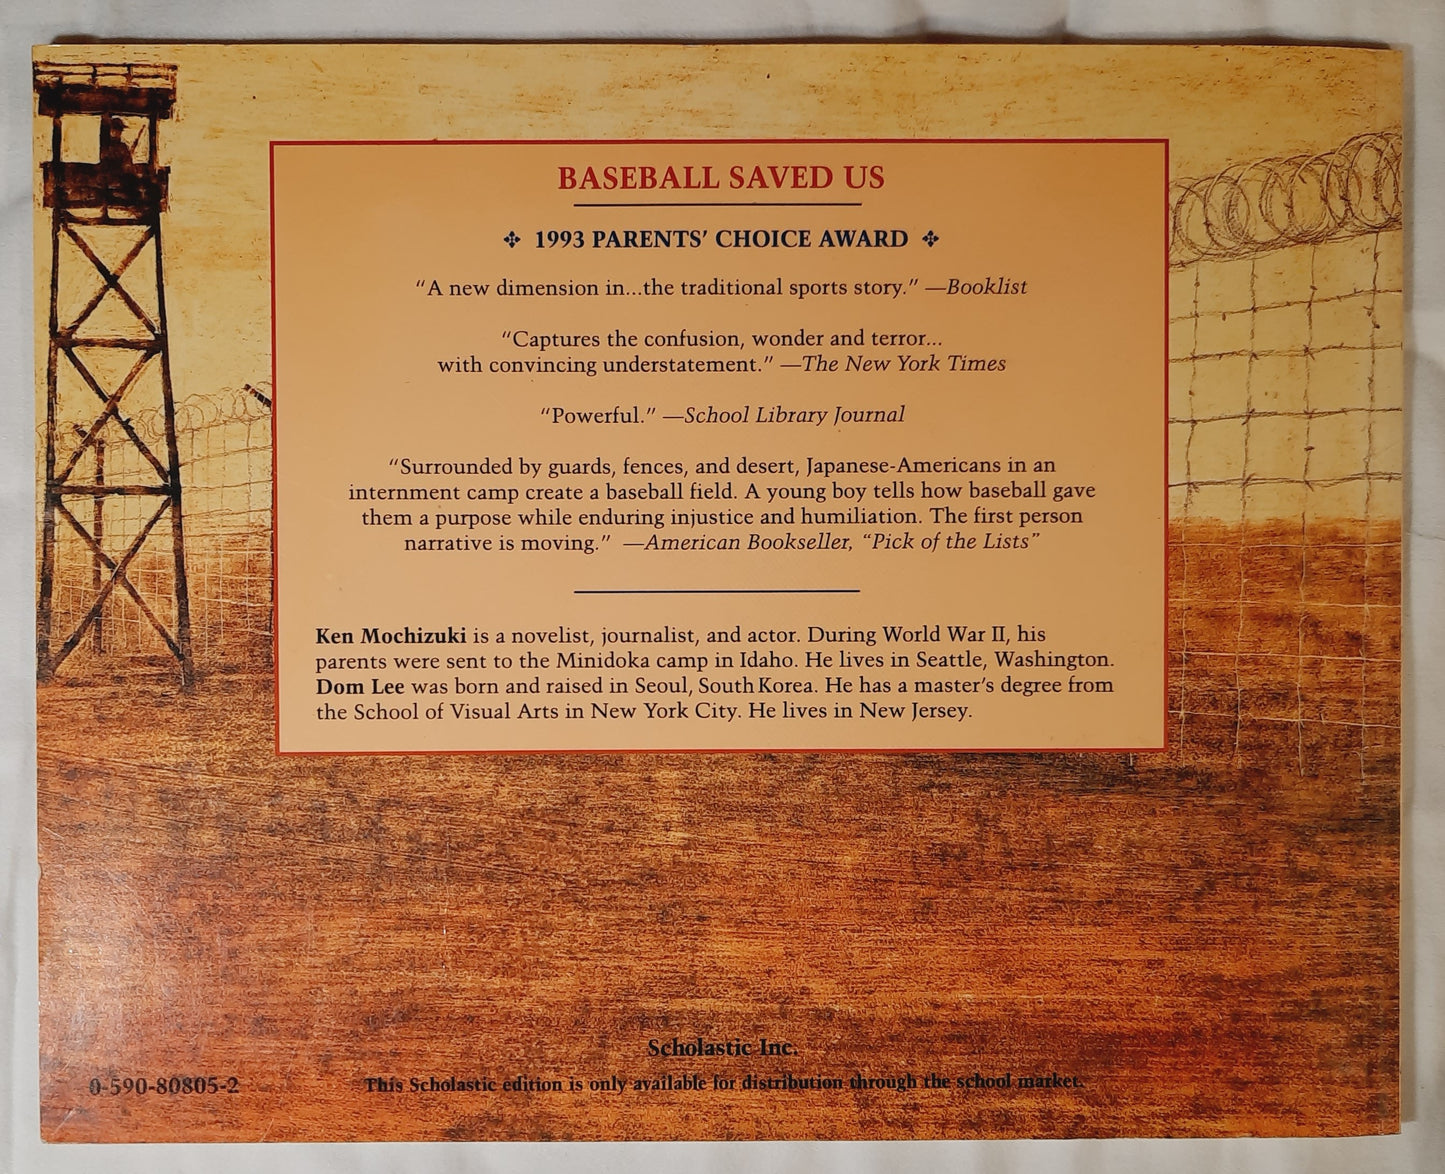 BASEBALL SAVED US
✤ 1993 PARENTS’ CHOICE AWARD ✤
“A new dimension in...the traditional sports story.” —Booklist
“Captures the confusion, wonder and terror...
with convincing understatement.” —The New York Times
“Powerful.” —School Library Journal
“Surrounded by guards, fences, and desert, Japanese-Americans in an
internment camp create a baseball field. A young boy tells how baseball gave
them a purpose while enduring injustice and humiliation. The first person
narrative is moving.” —American Bookseller, “Pick of the Lists”
Ken Mochizuki is a novelist, journalist, and actor. During World War II, his
parents were sent to the Minidoka camp in Idaho. He lives in Seattle, Washington.
Dom Lee was born and raised in Seoul, South Korea. He has a master’s degree from
the School of Visual Arts in New York City. He lives in New Jersey.
Scholastic Inc.
0-590-80805-2
This Scholastic edition is only available for distribution through the school market.